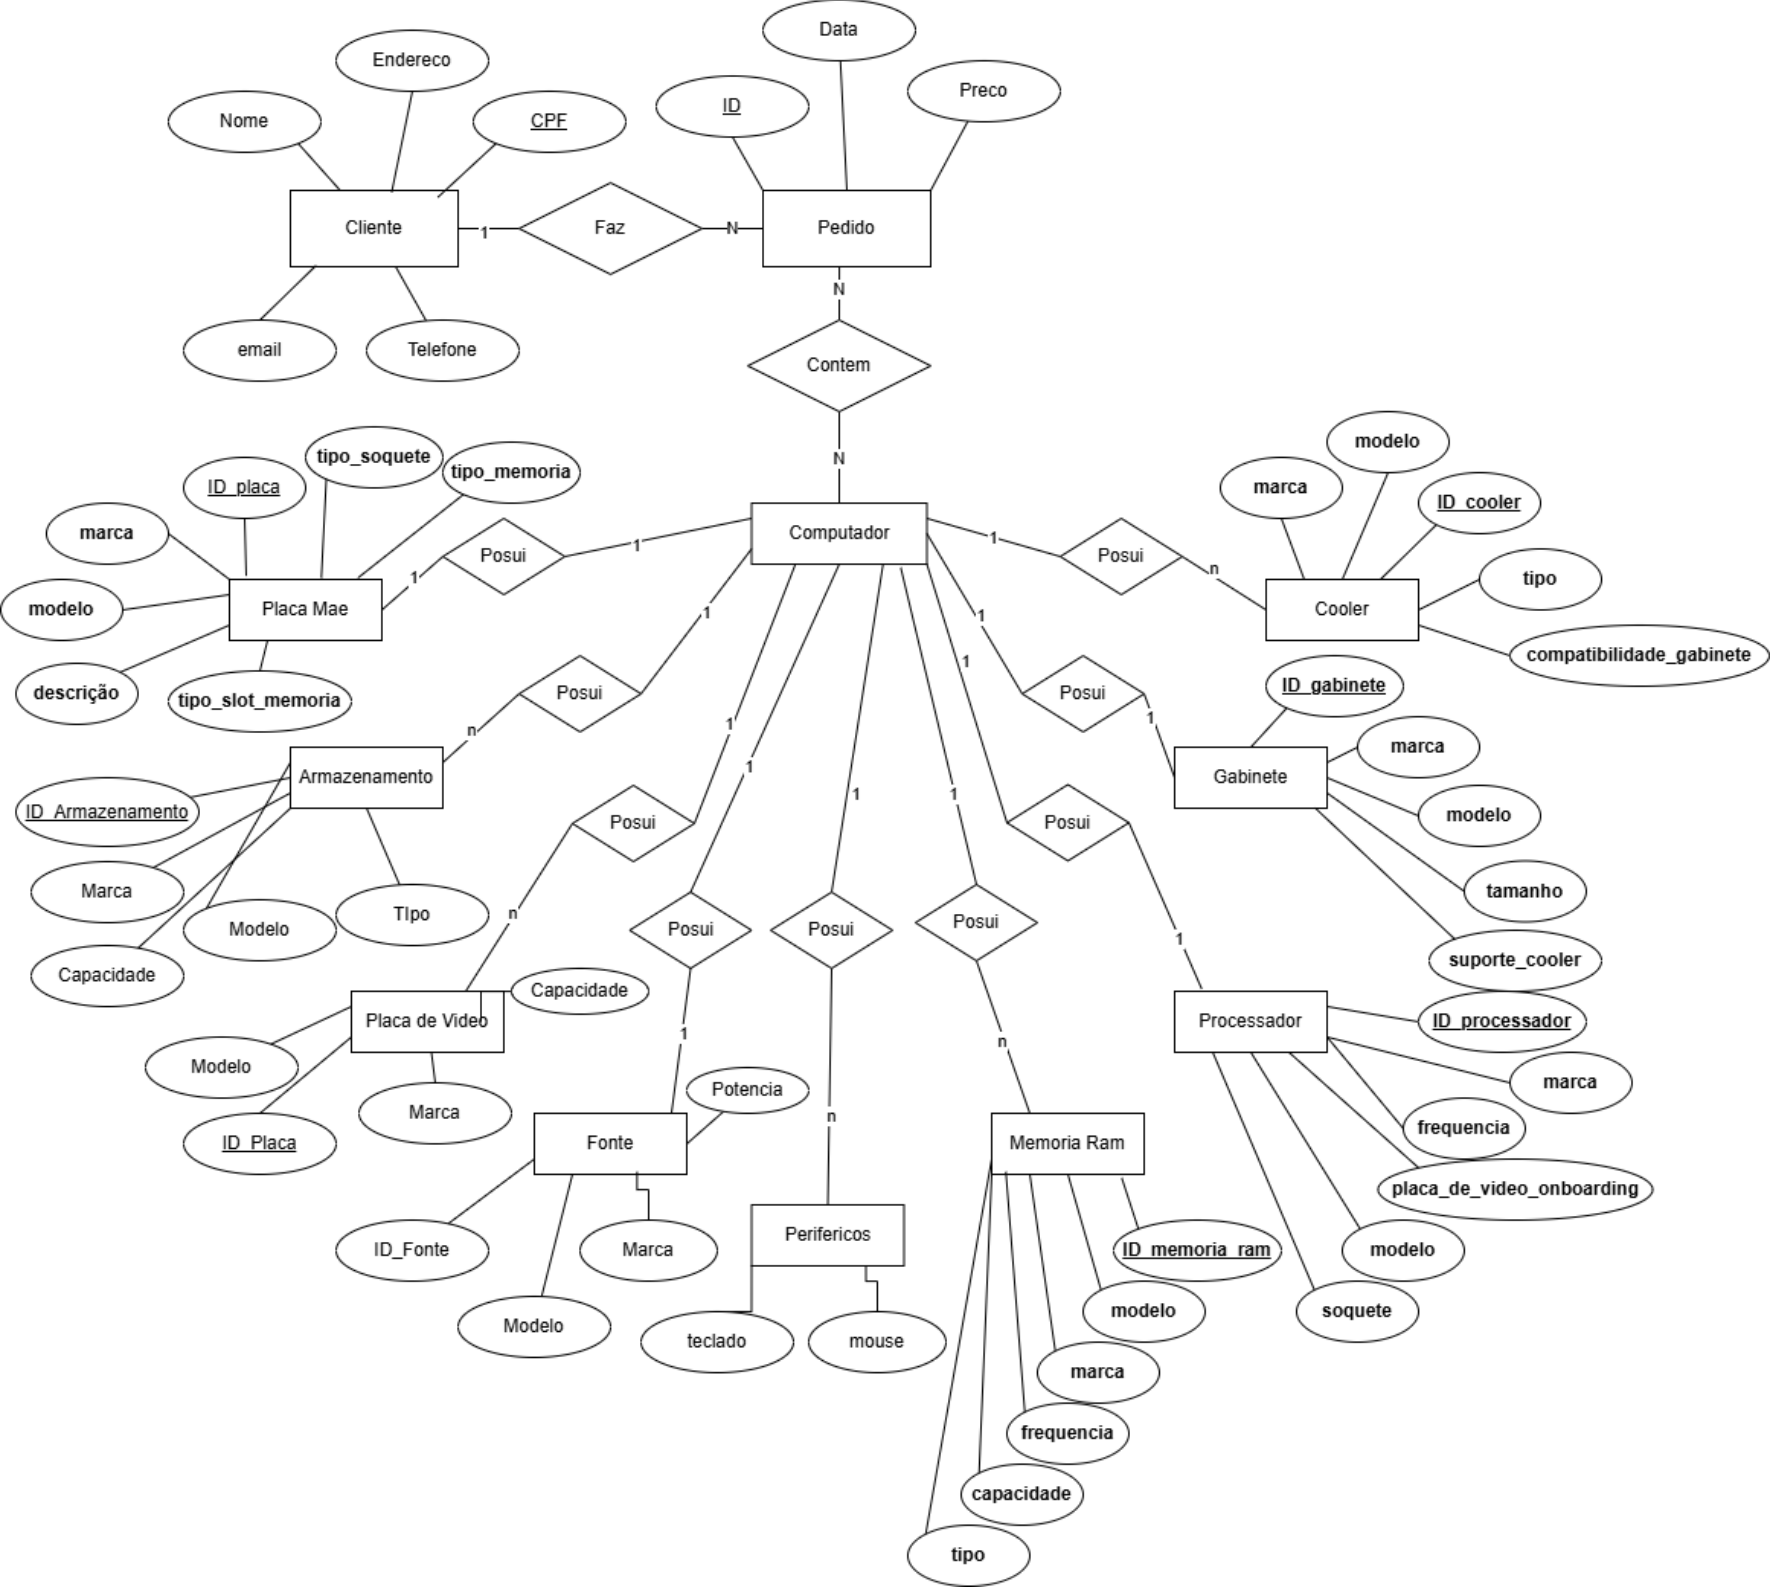 Data
Endereco
Preco
ID
Nome
CPF
Cliente
1
Faz
N
Pedido
N
email
Telefone
Contem
N
modelo
tipo_soquete
tipo_memoria
ID_placa
marca
ID_cooler
marca
Computador
1
1
Posui
Posui
1
n
tipo
modelo
Placa Mae
Cooler
1
1
compatibilidade_gabinete
1
ID_gabinete
descrição
tipo_slot_memoria
Posui
Posui
n
1
1
1
marca
Armazenamento
Gabinete
1
1
ID_Armazenamento
modelo
Posui
Posui
Marca
tamanho
Modelo
TIpo
n
Posui
Posui
Posui
1
Capacidade
suporte_cooler
Capacidade
Placa de Video
Processador
ID_processador
1
n
Modelo
marca
Potencia
Marca
n
frequencia
ID_Placa
Fonte
Memoria Ram
placa_de_video_onboarding
Perifericos
ID_Fonte
Marca
ID_memoria_ram
modelo
modelo
soquete
Modelo
teclado
mouse
marca
frequencia
capacidade
tipo